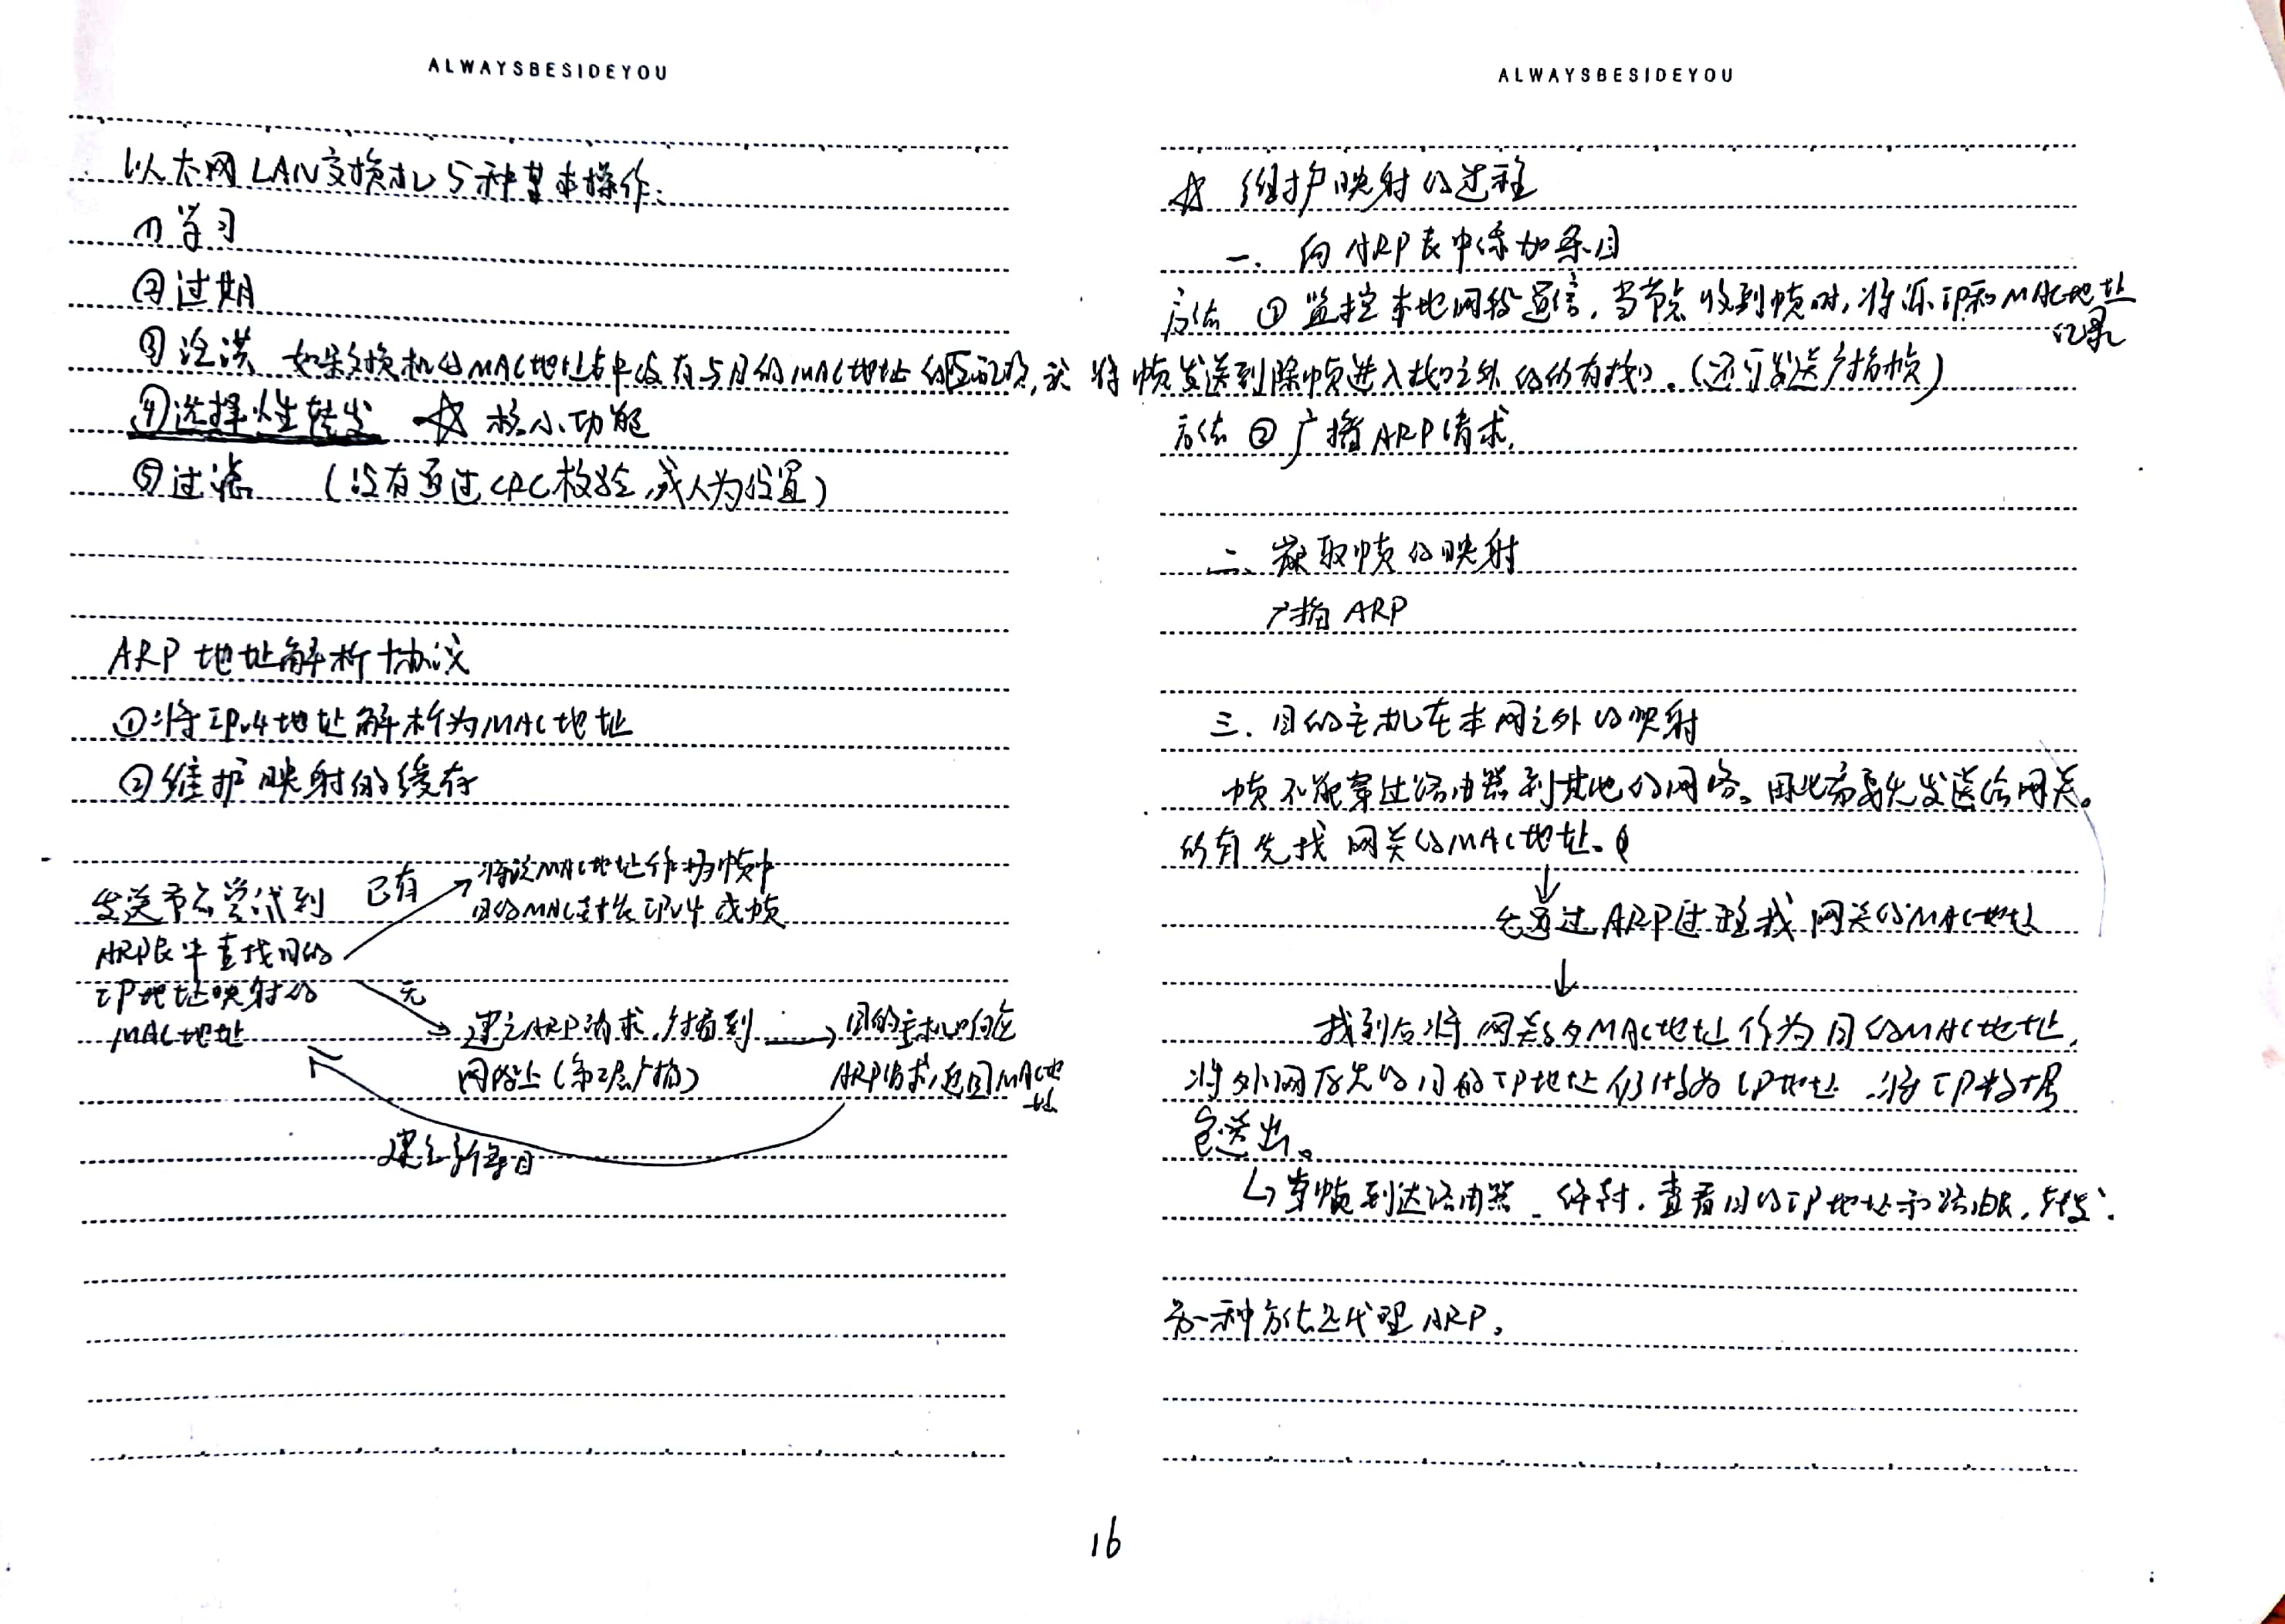 ALWAYSBESIDEYOU
以太网LAN交换机5种基本操作:
(1)学习
②过期
③泛洪 如果交换机的MAC地址表中没有与目的MAC地址的匹配项,就将帧发送到除帧进入接口之外的所有接口。(还可发送广播帧)
④选择性转发 ☆ 核心功能
⑤过滤 (没有通过CRC校验,或人为设置)
ARP 地址解析协议
①将IPv4地址解析为MAC地址
②维护映射的缓存
发送节点尝试到
ARP表中查找目的
IP地址映射的
MAC地址
已有
将该MAC地址作为帧中
目的MAC封装IPv4成帧
无
建立ARP请求,广播到
网络上(第2层广播)
目的主机响应
ARP请求,返回MAC地
址
建立新条目
ALWAYSBESIDEYOU
☆ 维护映射的过程
一. 向ARP表中添加条目
方法 ① 监控本地网段通信,当节点收到帧时,将源IP和MAC地址
记录
方法 ② 广播ARP请求.
二、获取帧的映射
广播ARP
三. 目的主机在本网之外的映射
帧不能穿过路由器到其他的网络。因此需要先发送给网关。
所有先找 网关的MAC地址。
去通过ARP过程找网关的MAC地址
找到后将网关的MAC地址作为目的MAC地址,
将外网原先的目的IP地址仍作为IP地址,将IP数据
包送出。
当帧到达路由器 解封.查看目的IP地址和路由表,转发.
另一种方法是代理ARP。
16